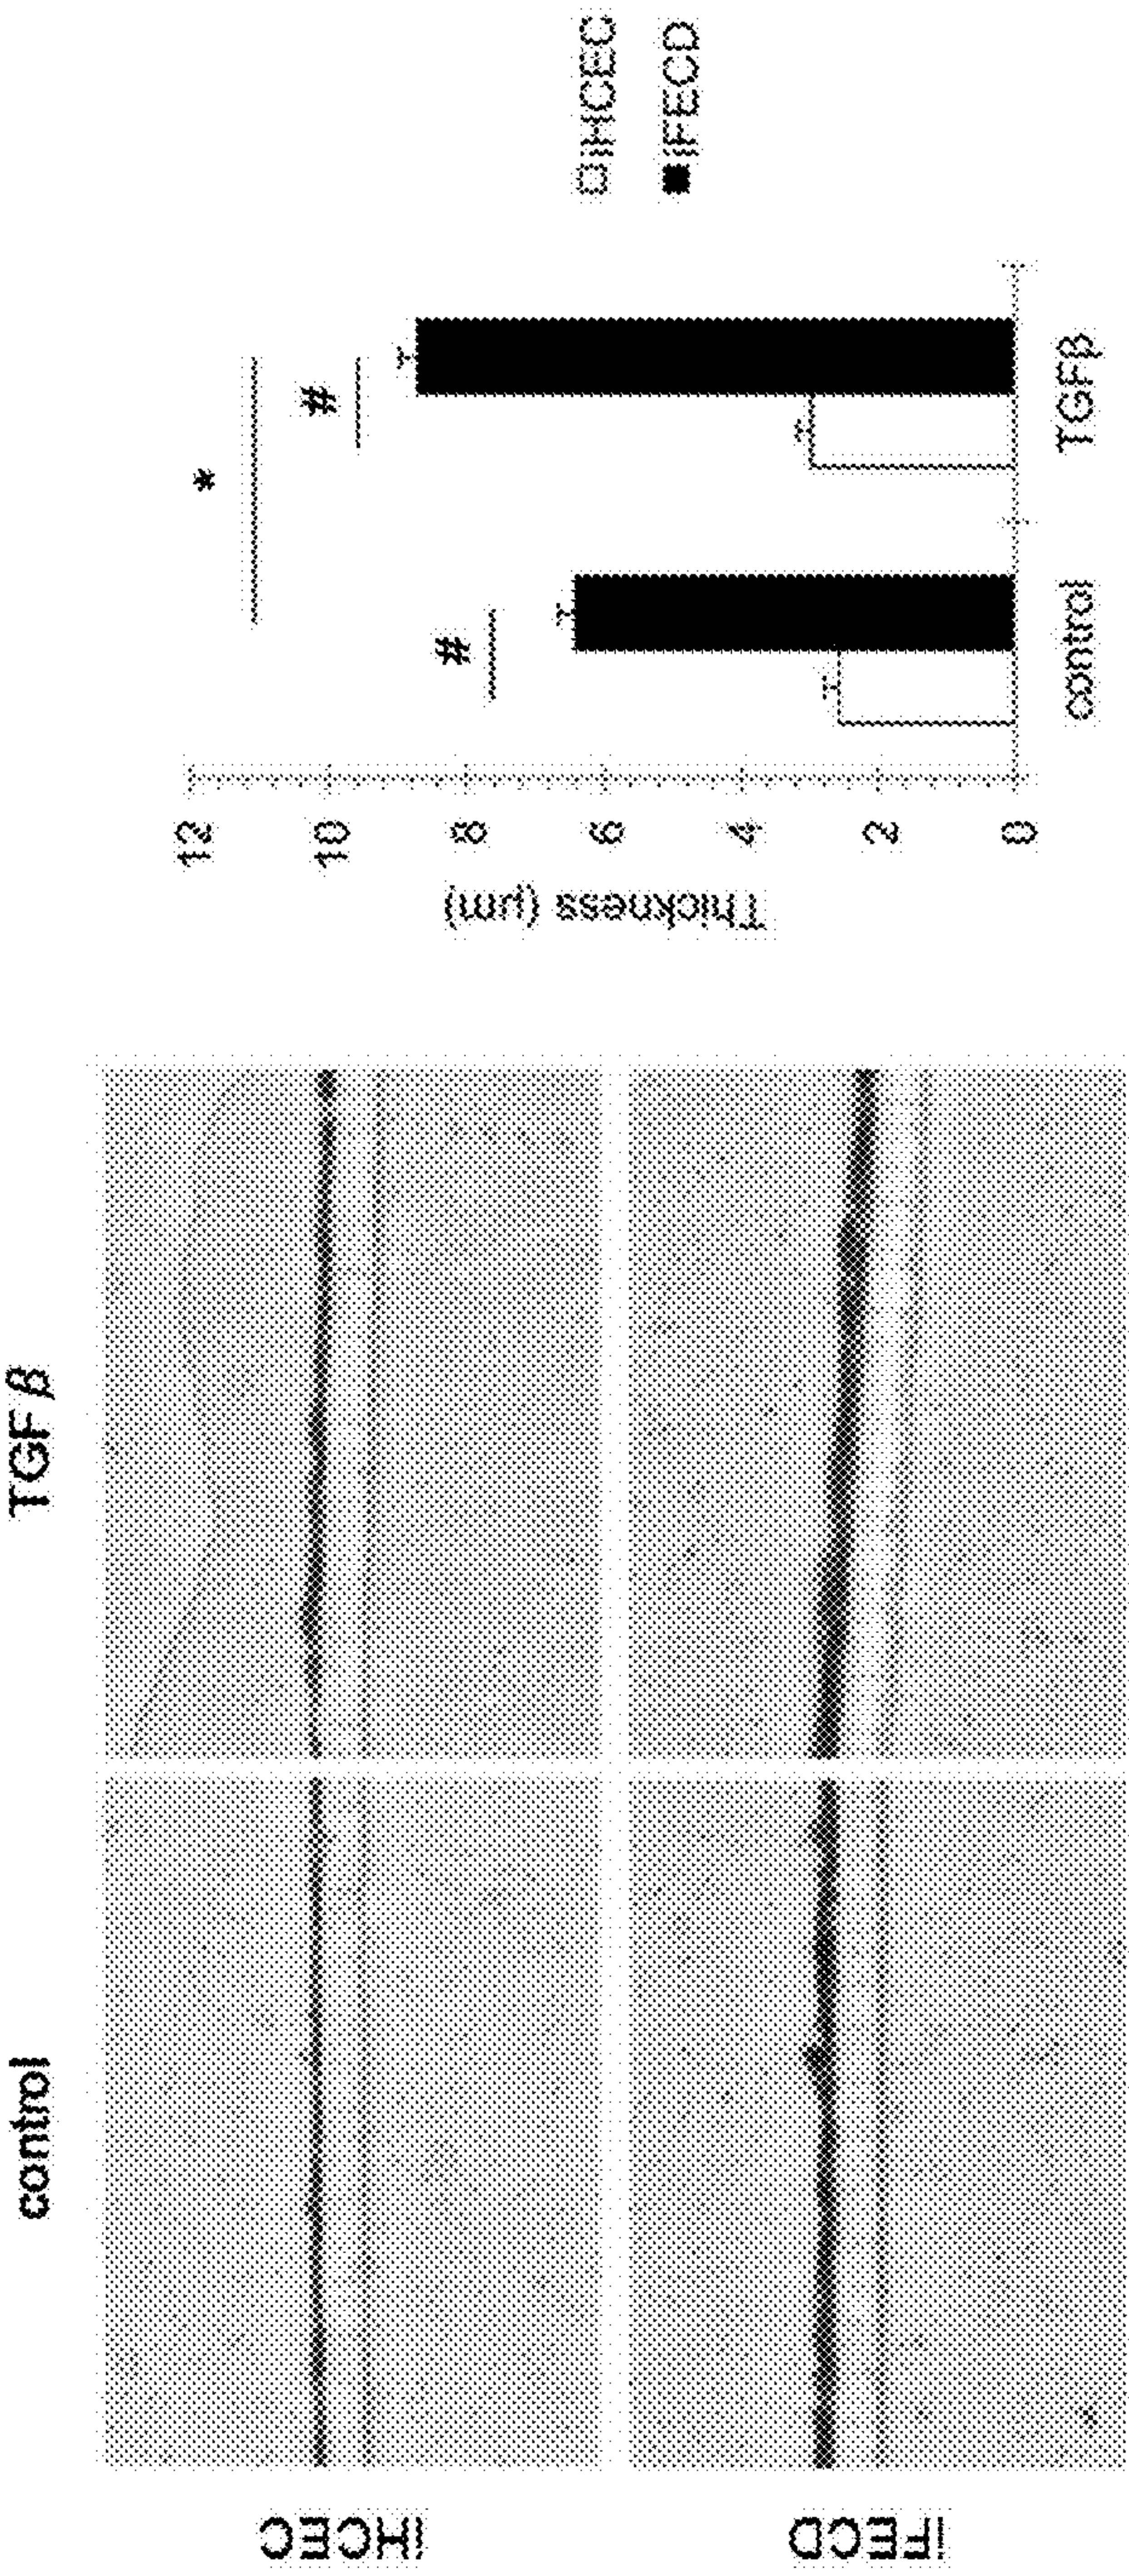 control
TGF β
iHCEC
iFECD
Thickness (μm)
12
10
8
6
4
2
0
*
#
#
control
TGFβ
iHCEC
iFECD